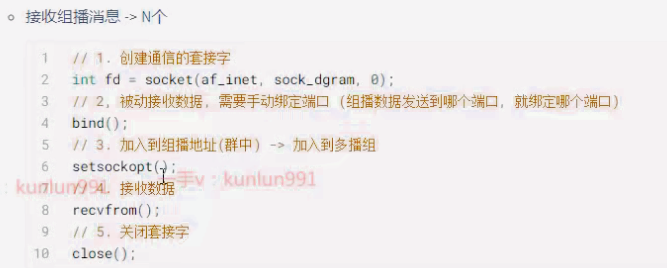 接收组播消息 -> N个
1 // 1. 创建通信的套接字
2 int fd = socket(af_inet, sock_dgram, 0);
3 // 2, 被动接收数据, 需要手动绑定端口 (组播数据发送到哪个端口, 就绑定哪个端口)
4 bind();
5 // 3. 加入到组播地址(群中) -> 加入到多播组
6 setsockopt();
: kunlun991 一手v：kunlun991
7 // 4. 接收数据
8 recvfrom();
9 // 5. 关闭套接字
10 close();